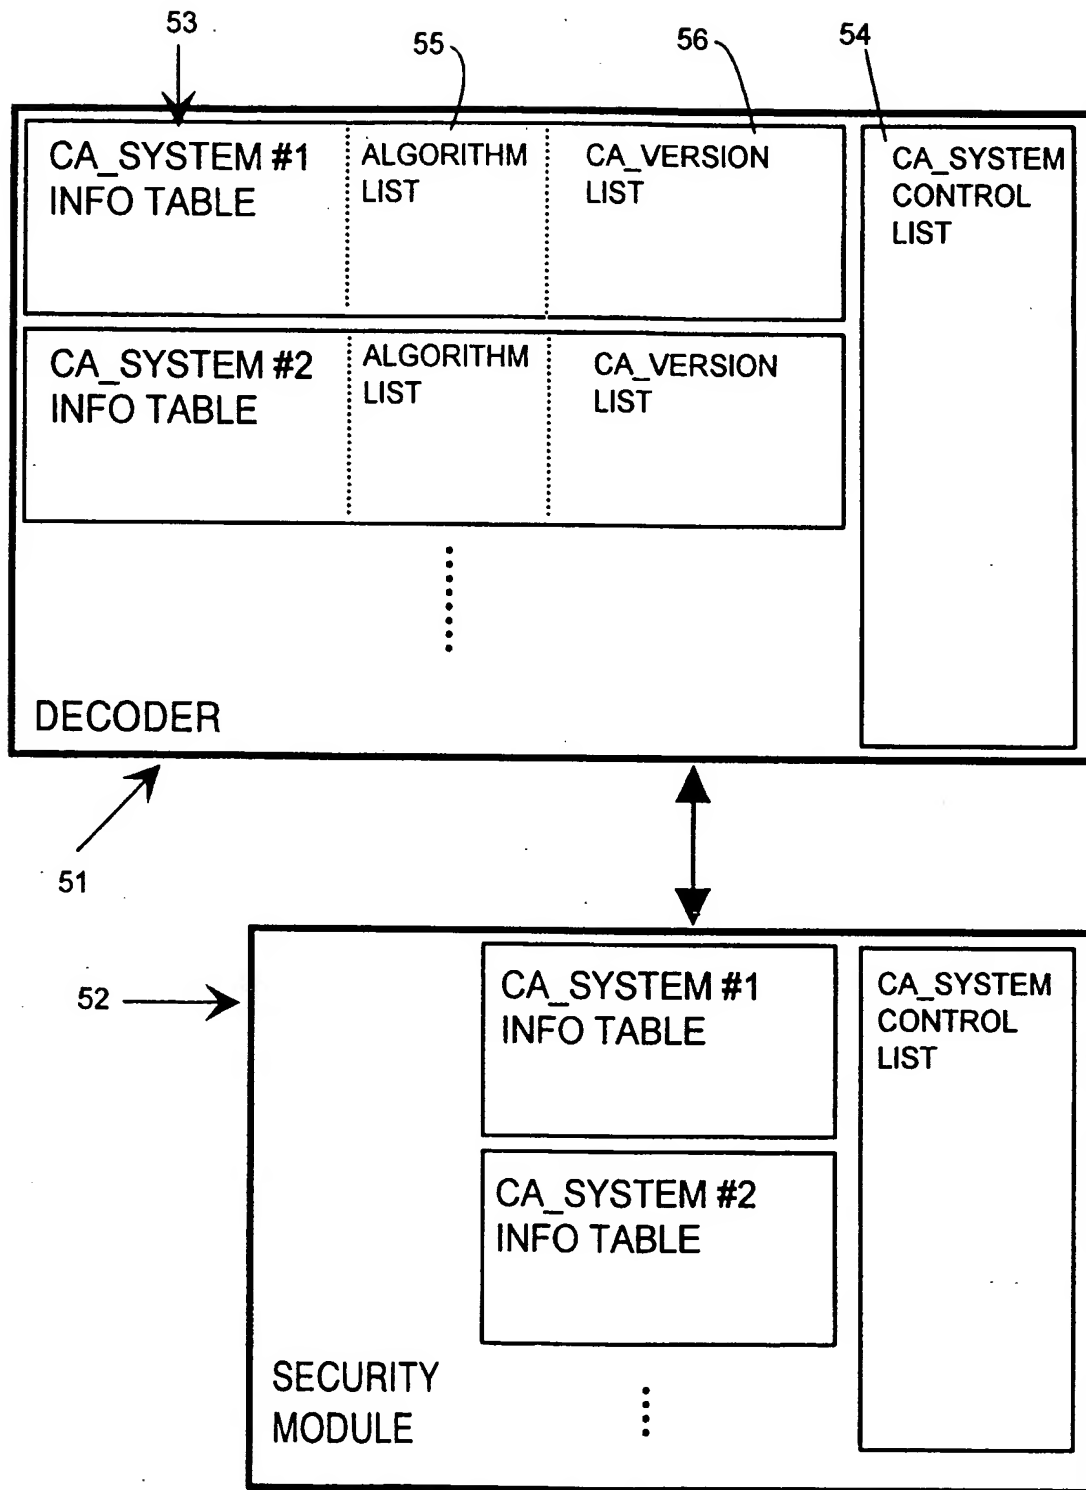 53
55
56
54
CA_SYSTEM #1
INFO TABLE
ALGORITHM
LIST
CA_VERSION
LIST
CA_SYSTEM
CONTROL
LIST
CA_SYSTEM #2
INFO TABLE
ALGORITHM
LIST
CA_VERSION
LIST
DECODER
51
52
CA_SYSTEM #1
INFO TABLE
CA_SYSTEM
CONTROL
LIST
CA_SYSTEM #2
INFO TABLE
SECURITY
MODULE